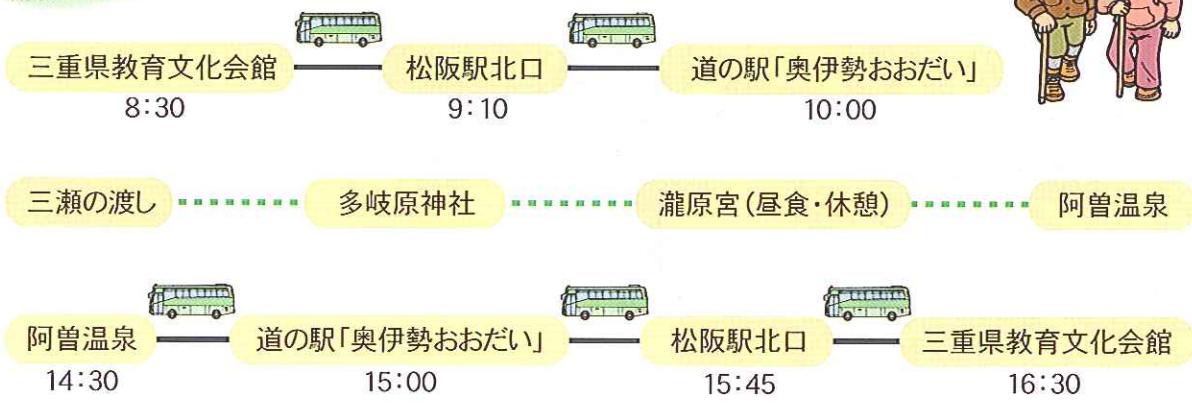 三重県教育文化会館 松阪駅北口 道の駅「奥伊勢おおだい」
8:30 9:10 10:00
三瀬の渡し 多岐原神社 瀧原宮(昼食・休憩) 阿曽温泉
阿曽温泉 道の駅「奥伊勢おおだい」 松阪駅北口 三重県教育文化会館
14:30 15:00 15:45 16:30